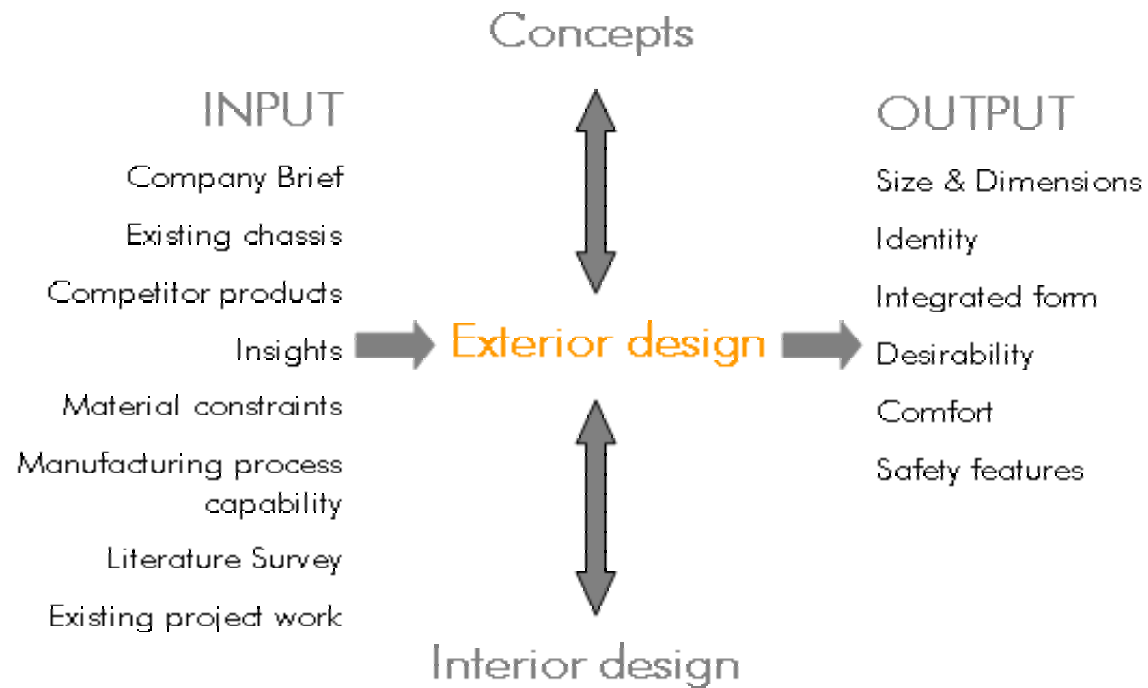 Concepts
INPUT
Company Brief
Existing chassis
Competitor products
Insights
Material constraints
Manufacturing process
capability
Literature Survey
Existing project work
Exterior design
OUTPUT
Size & Dimensions
Identity
Integrated form
Desirability
Comfort
Safety features
Interior design